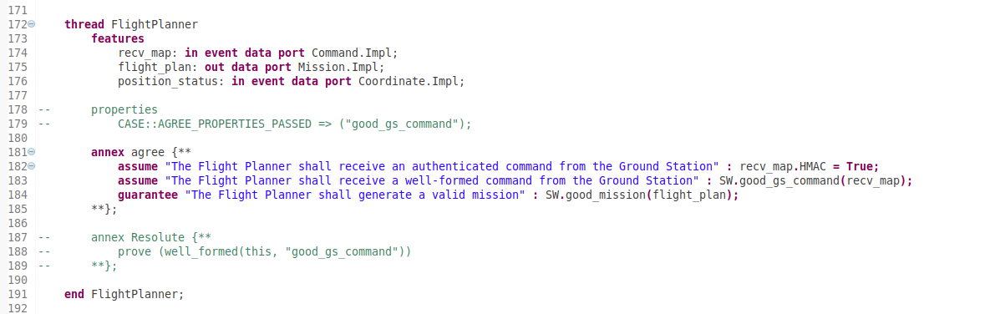 171
172    thread FlightPlanner
173        features
174            recv_map: in event data port Command.Impl;
175            flight_plan: out data port Mission.Impl;
176            position_status: in event data port Coordinate.Impl;
177
178 --      properties
179 --          CASE::AGREE_PROPERTIES_PASSED => ("good_gs_command");
180
181        annex agree {**
182            assume "The Flight Planner shall receive an authenticated command from the Ground Station" : recv_map.HMAC = True;
183            assume "The Flight Planner shall receive a well-formed command from the Ground Station" : SW.good_gs_command(recv_map);
184            guarantee "The Flight Planner shall generate a valid mission" : SW.good_mission(flight_plan);
185        **};
186
187 --      annex Resolute {**
188 --          prove (well_formed(this, "good_gs_command"))
189 --      **};
190
191    end FlightPlanner;
192